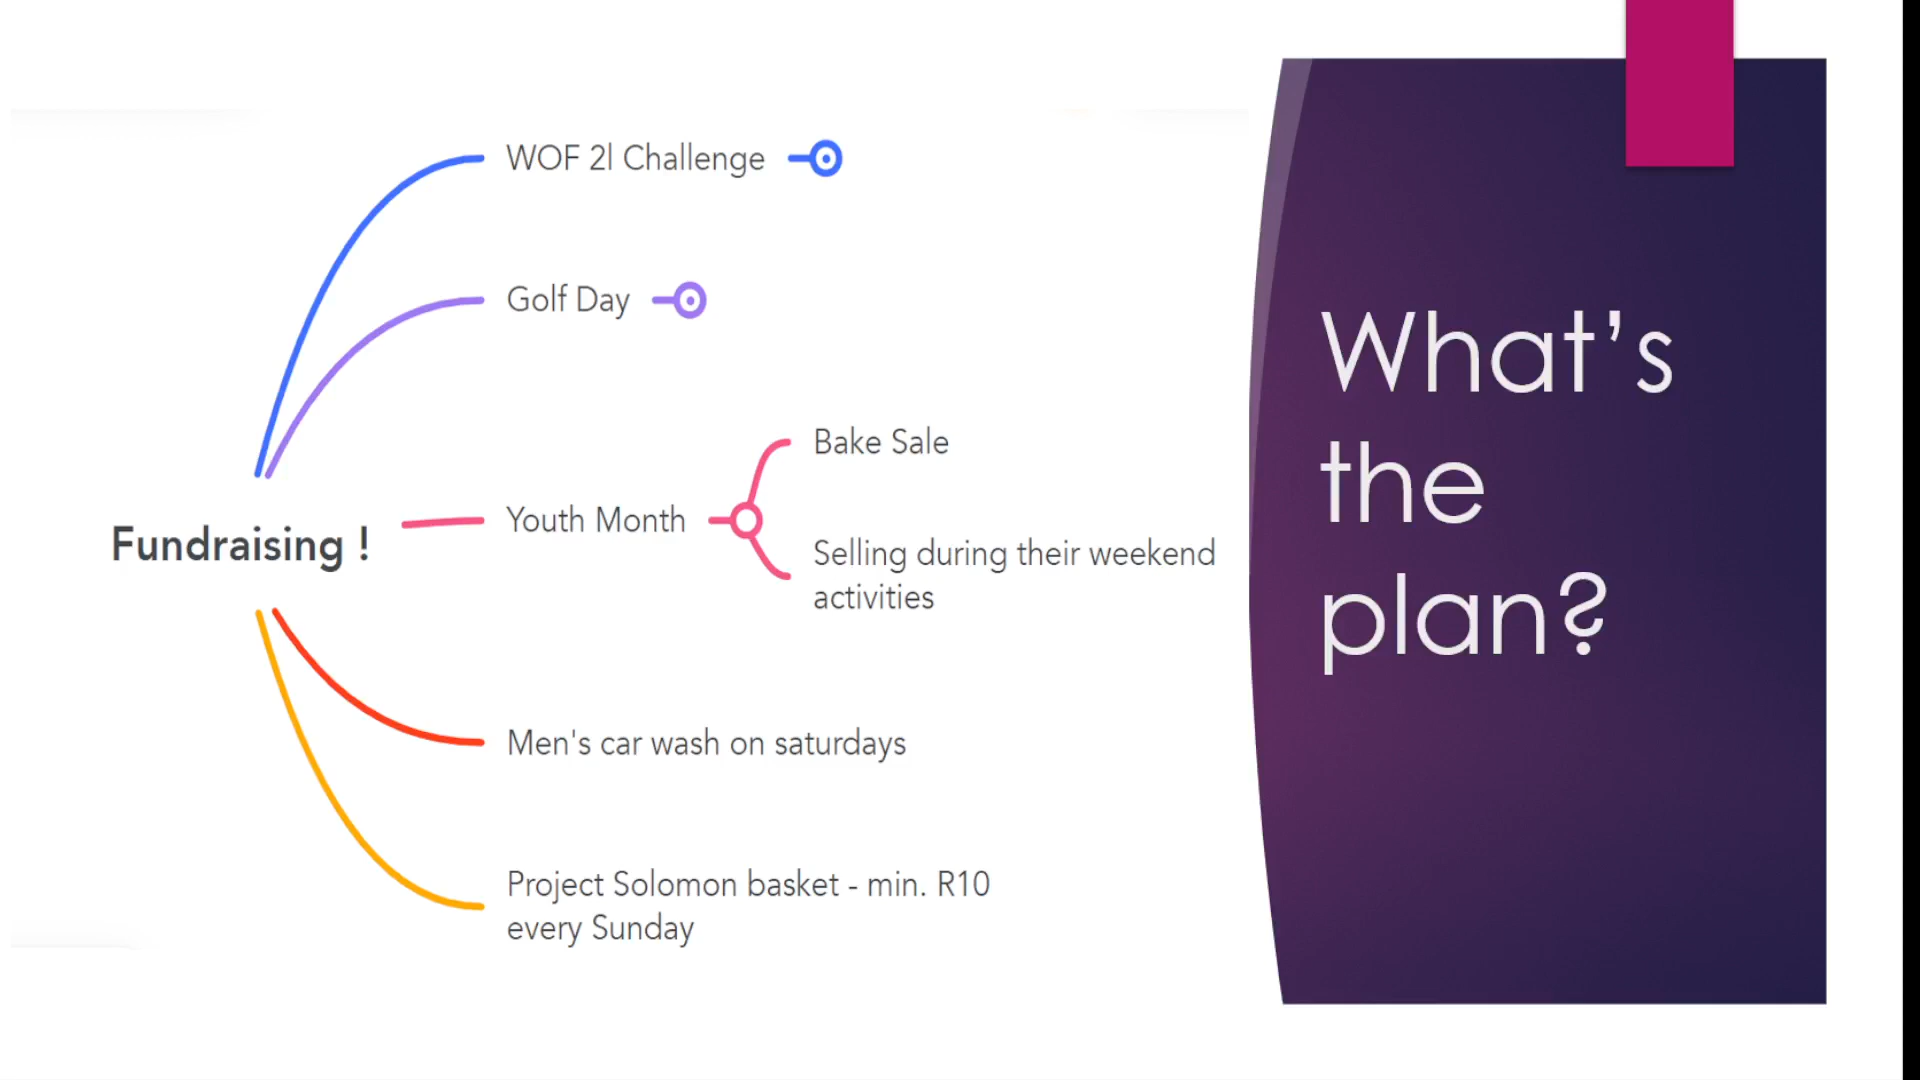 WOF 2l Challenge
Golf Day
Bake Sale
Youth Month
Selling during their weekend
activities
Fundraising !
Men's car wash on saturdays
Project Solomon basket - min. R10
every Sunday
What’s
the
plan?